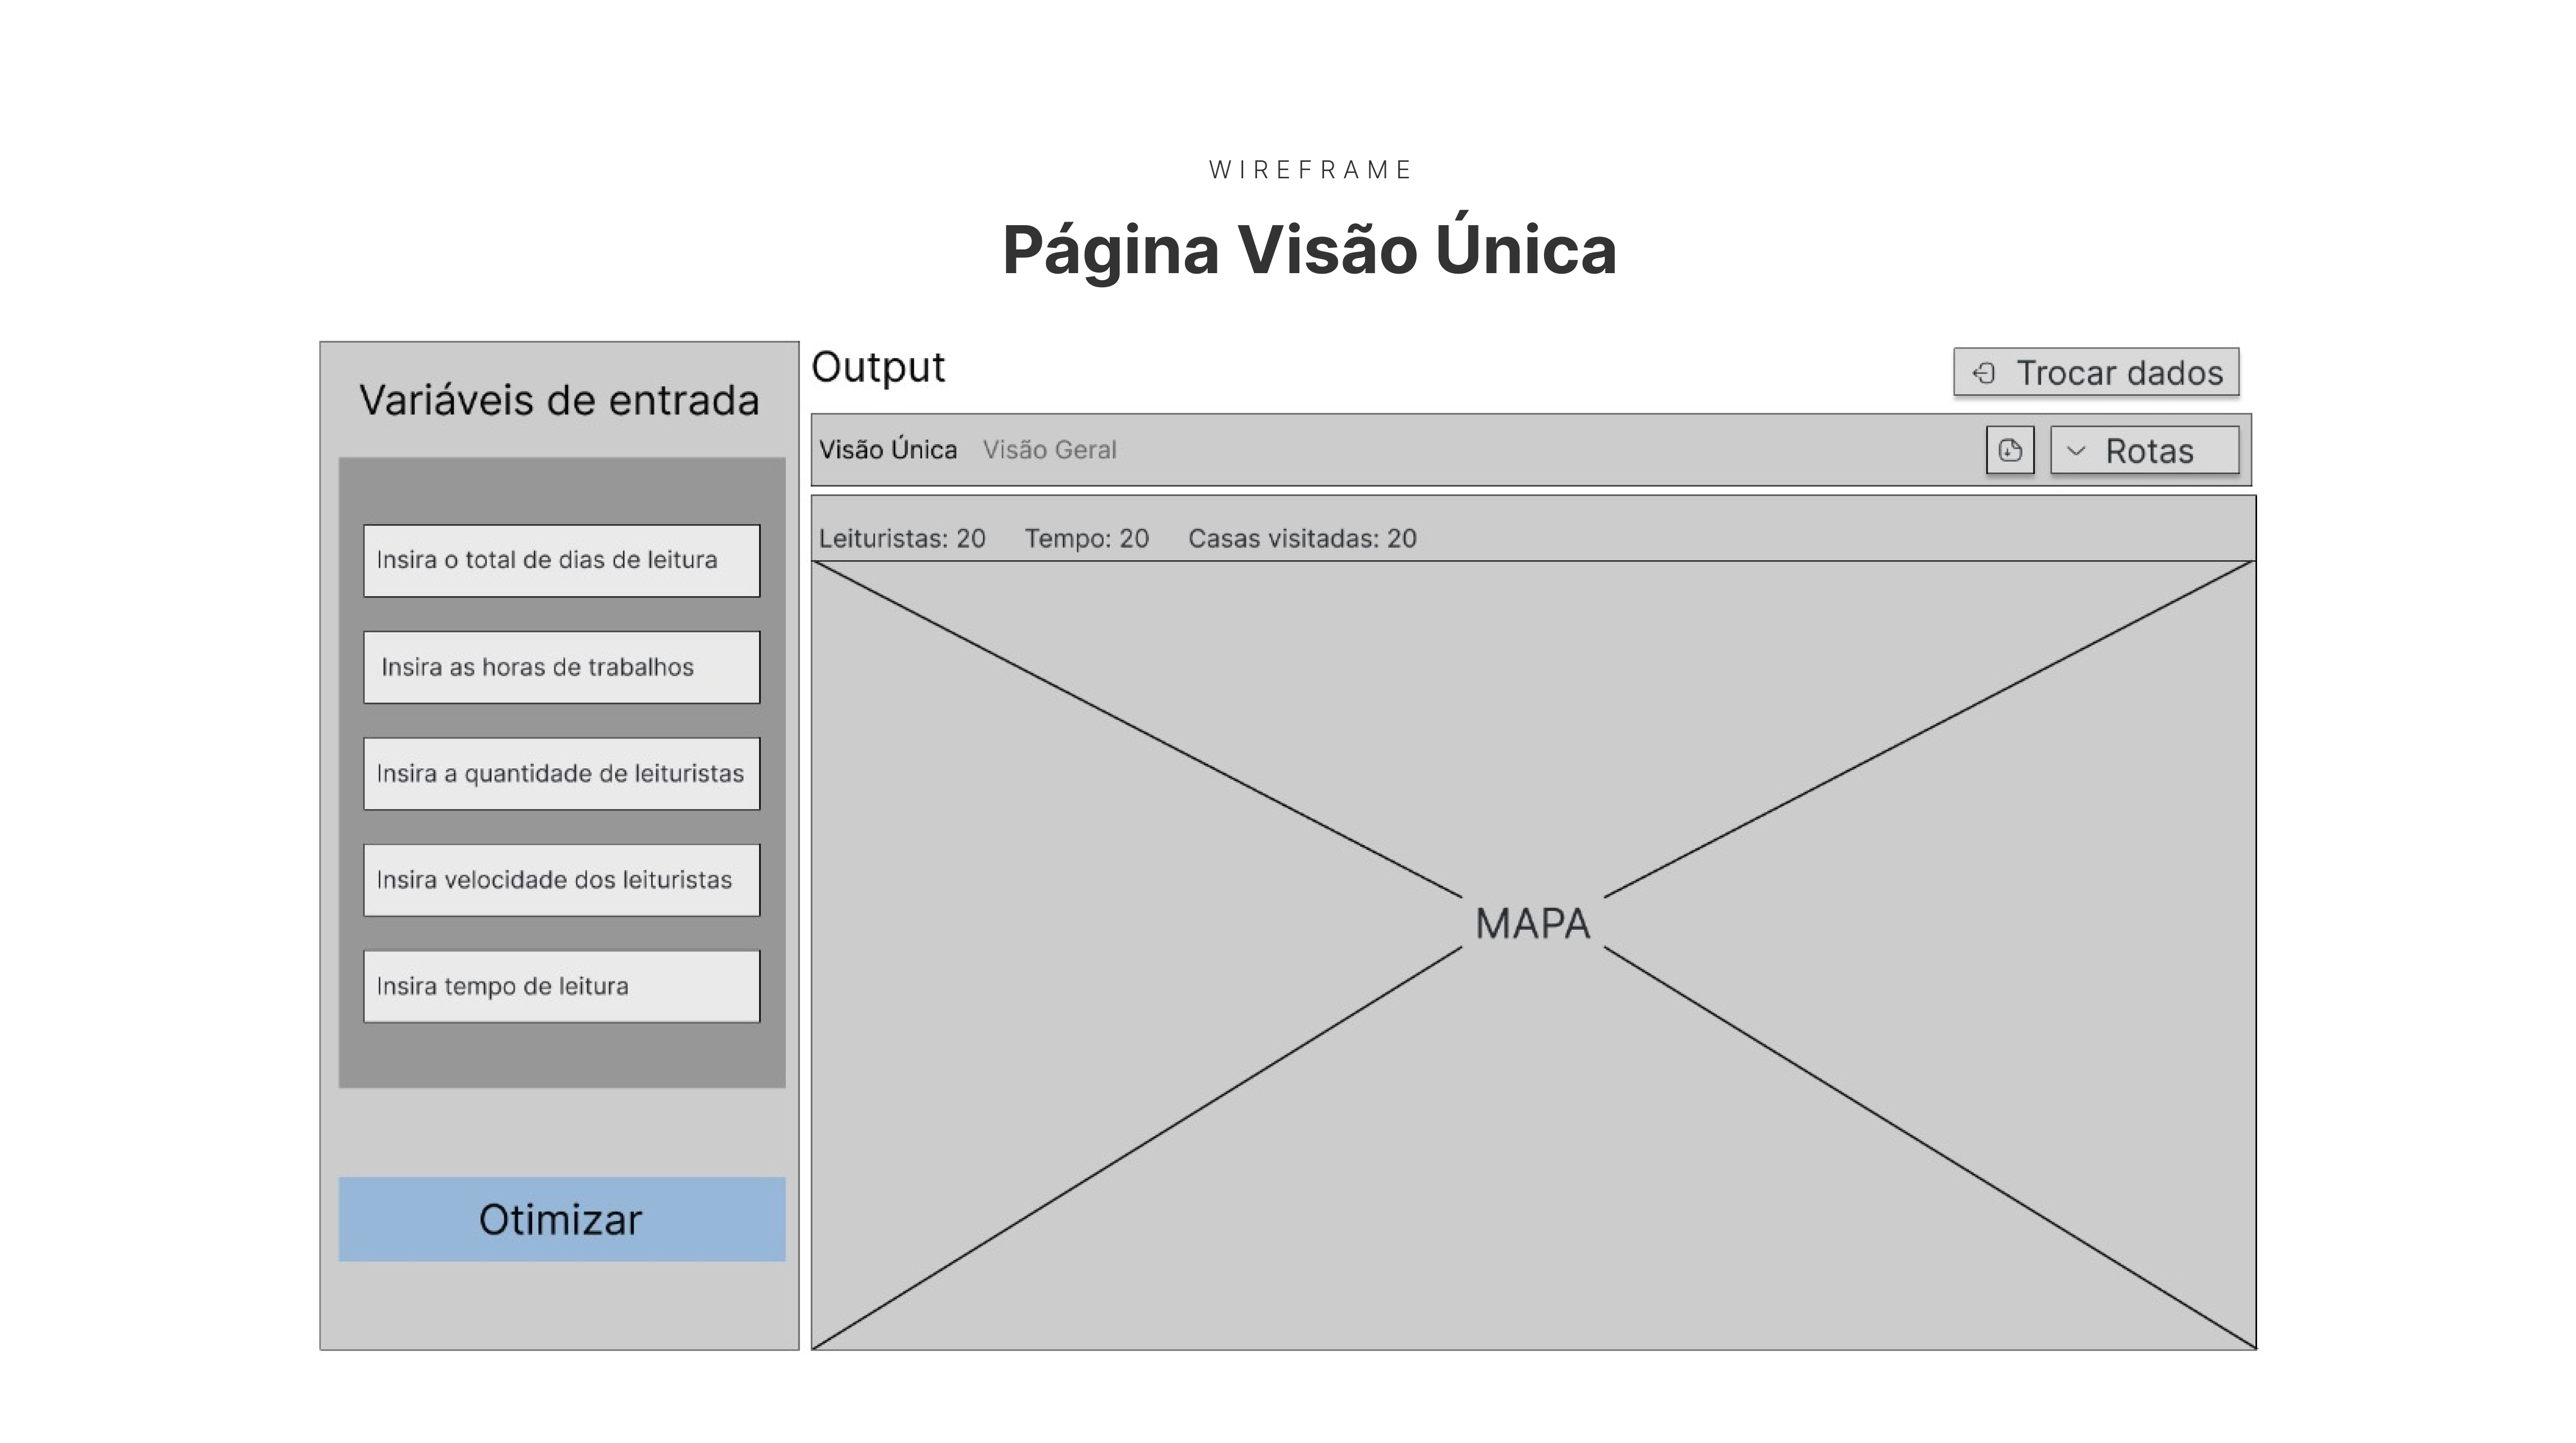 WIREFRAME
Página Visão Única
Variáveis de entrada
Insira o total de dias de leitura
Insira as horas de trabalhos
Insira a quantidade de leituristas
Insira velocidade dos leituristas
Insira tempo de leitura
Otimizar
Output
Trocar dados
Visão Única Visão Geral
Rotas
Leituristas: 20 Tempo: 20 Casas visitadas: 20
MAPA